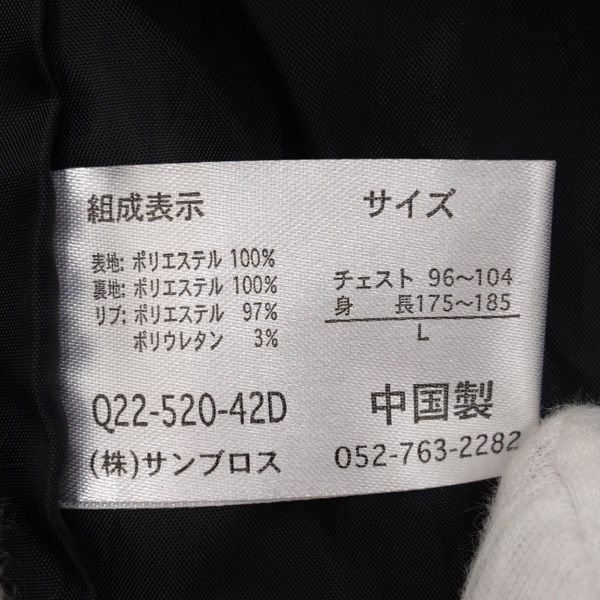 組成表示
表地: ポリエステル 100%
裏地: ポリエステル 100%
リブ: ポリエステル 97%
ポリウレタン 3%
Q22-520-42D
(株)サンブロス
サイズ
チェスト 96〜104
身 長175〜185
L
中国製
052-763-2282